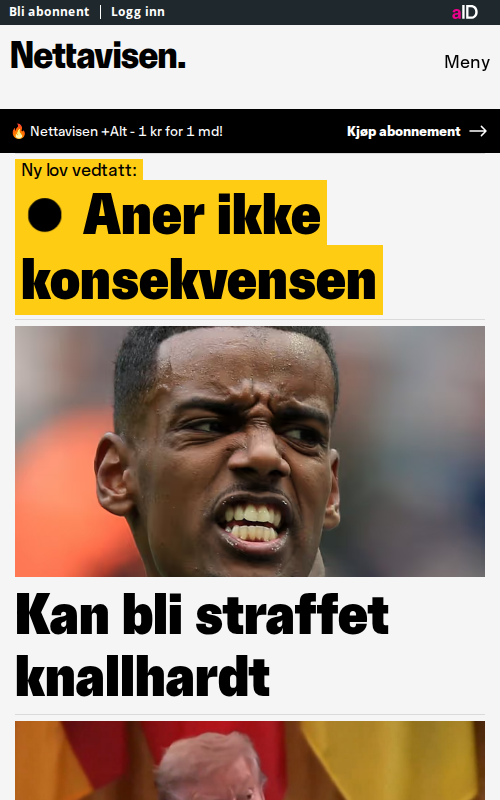 Bli abonnent | Logg inn
aID
Nettavisen.
Meny
🔥 Nettavisen +Alt - 1 kr for 1 md!
Kjøp abonnement →
Ny lov vedtatt:
● Aner ikke
konsekvensen
Kan bli straffet
knallhardt